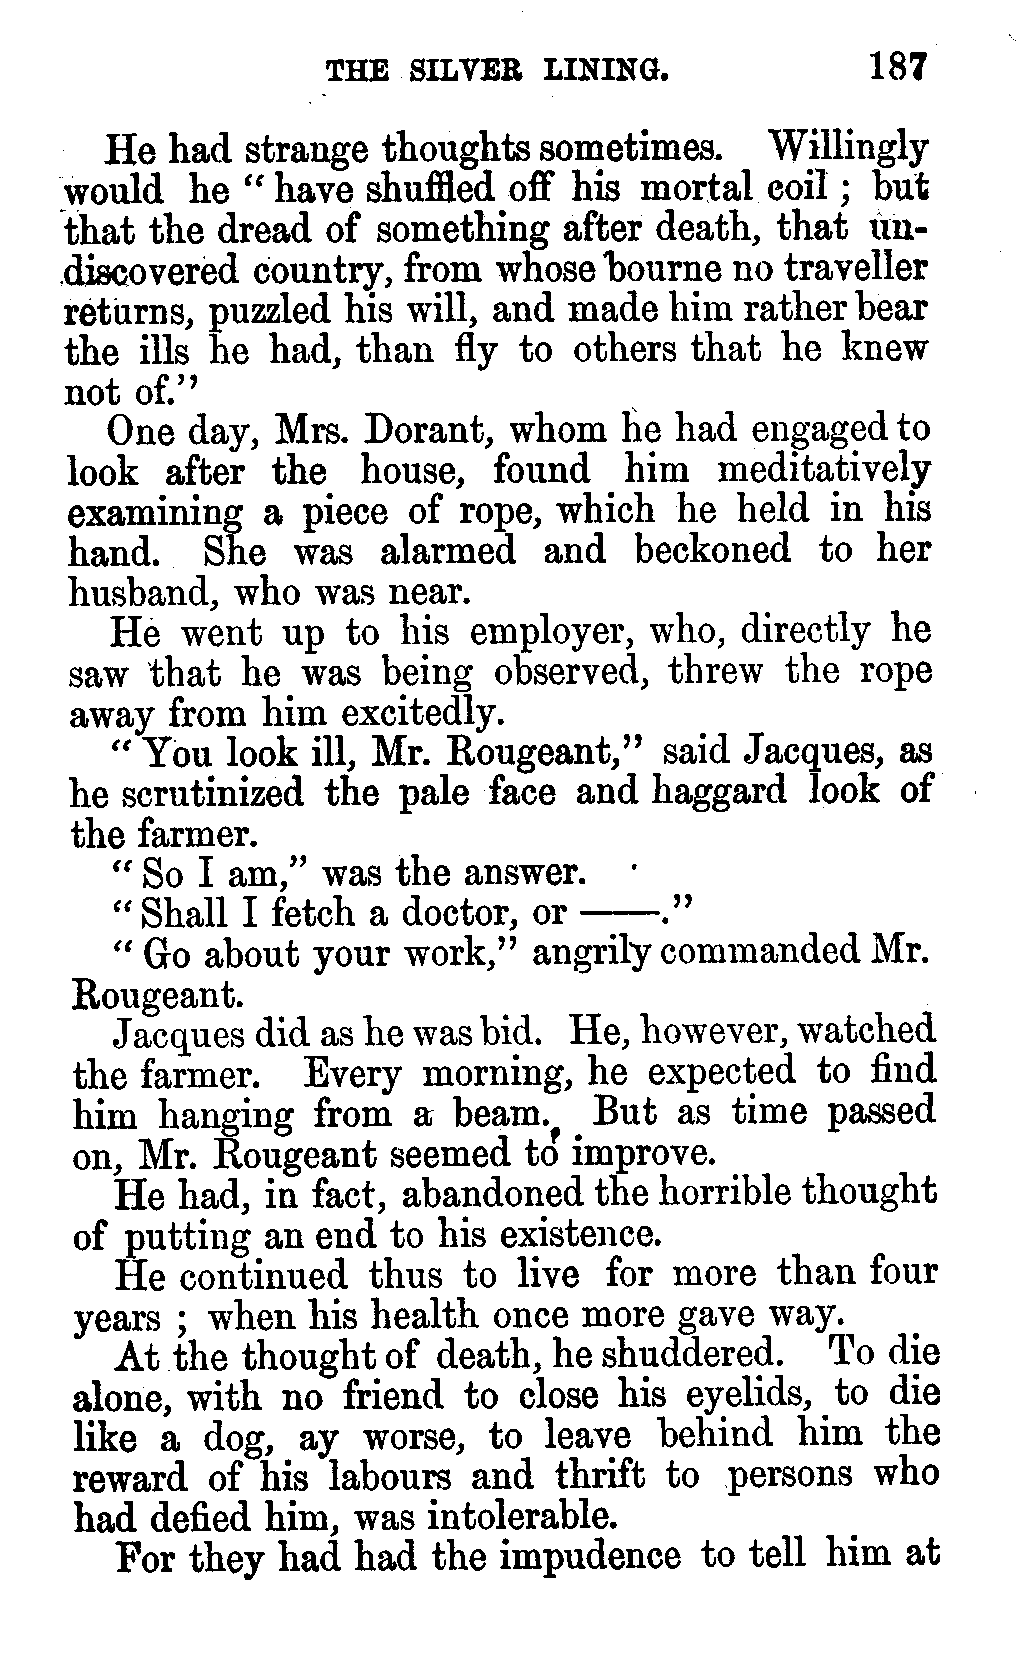 THE SILVER LINING. 187
He had strange thoughts sometimes. Willingly
would he " have shuffled off his mortal coil ; but
that the dread of something after death, that un-
discovered country, from whose bourne no traveller
returns, puzzled his will, and made him rather bear
the ills he had, than fly to others that he knew
not of."
One day, Mrs. Dorant, whom he had engaged to
look after the house, found him meditatively
examining a piece of rope, which he held in his
hand. She was alarmed and beckoned to her
husband, who was near.
He went up to his employer, who, directly he
saw that he was being observed, threw the rope
away from him excitedly.
" You look ill, Mr. Rougeant," said Jacques, as
he scrutinized the pale face and haggard look of
the farmer.
" So I am," was the answer.
" Shall I fetch a doctor, or ——."
" Go about your work," angrily commanded Mr.
Rougeant.
Jacques did as he was bid. He, however, watched
the farmer. Every morning, he expected to find
him hanging from a beam. But as time passed
on, Mr. Rougeant seemed to improve.
He had, in fact, abandoned the horrible thought
of putting an end to his existence.
He continued thus to live for more than four
years ; when his health once more gave way.
At the thought of death, he shuddered. To die
alone, with no friend to close his eyelids, to die
like a dog, ay worse, to leave behind him the
reward of his labours and thrift to persons who
had defied him, was intolerable.
For they had had the impudence to tell him at